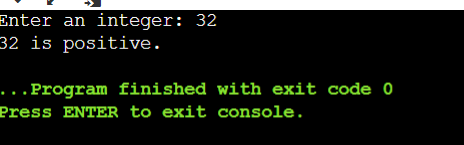 Enter an integer: 32
32 is positive.
...Program finished with exit code 0
Press ENTER to exit console.